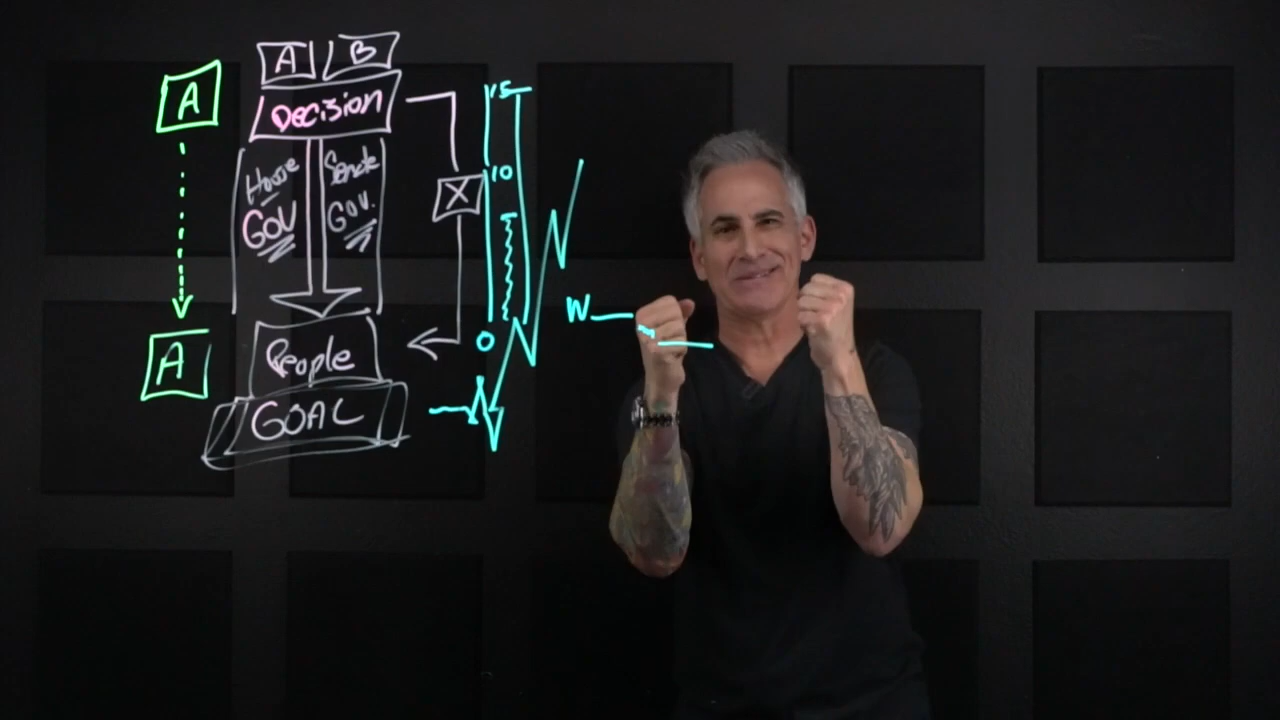 A B
A
Decision
House
GOV
Senate
GOV.
X
15
10
0
W
People
A
GOAL